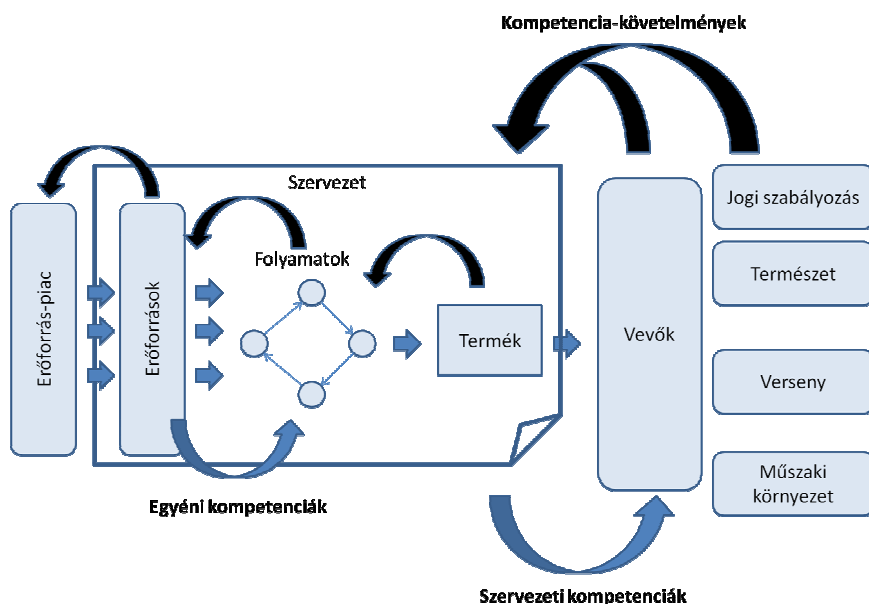 Kompetencia-követelmények
Szervezet
Erőforrás-piac
Erőforrások
Folyamatok
Termék
Vevők
Jogi szabályozás
Természet
Verseny
Műszaki
környezet
Egyéni kompetenciák
Szervezeti kompetenciák